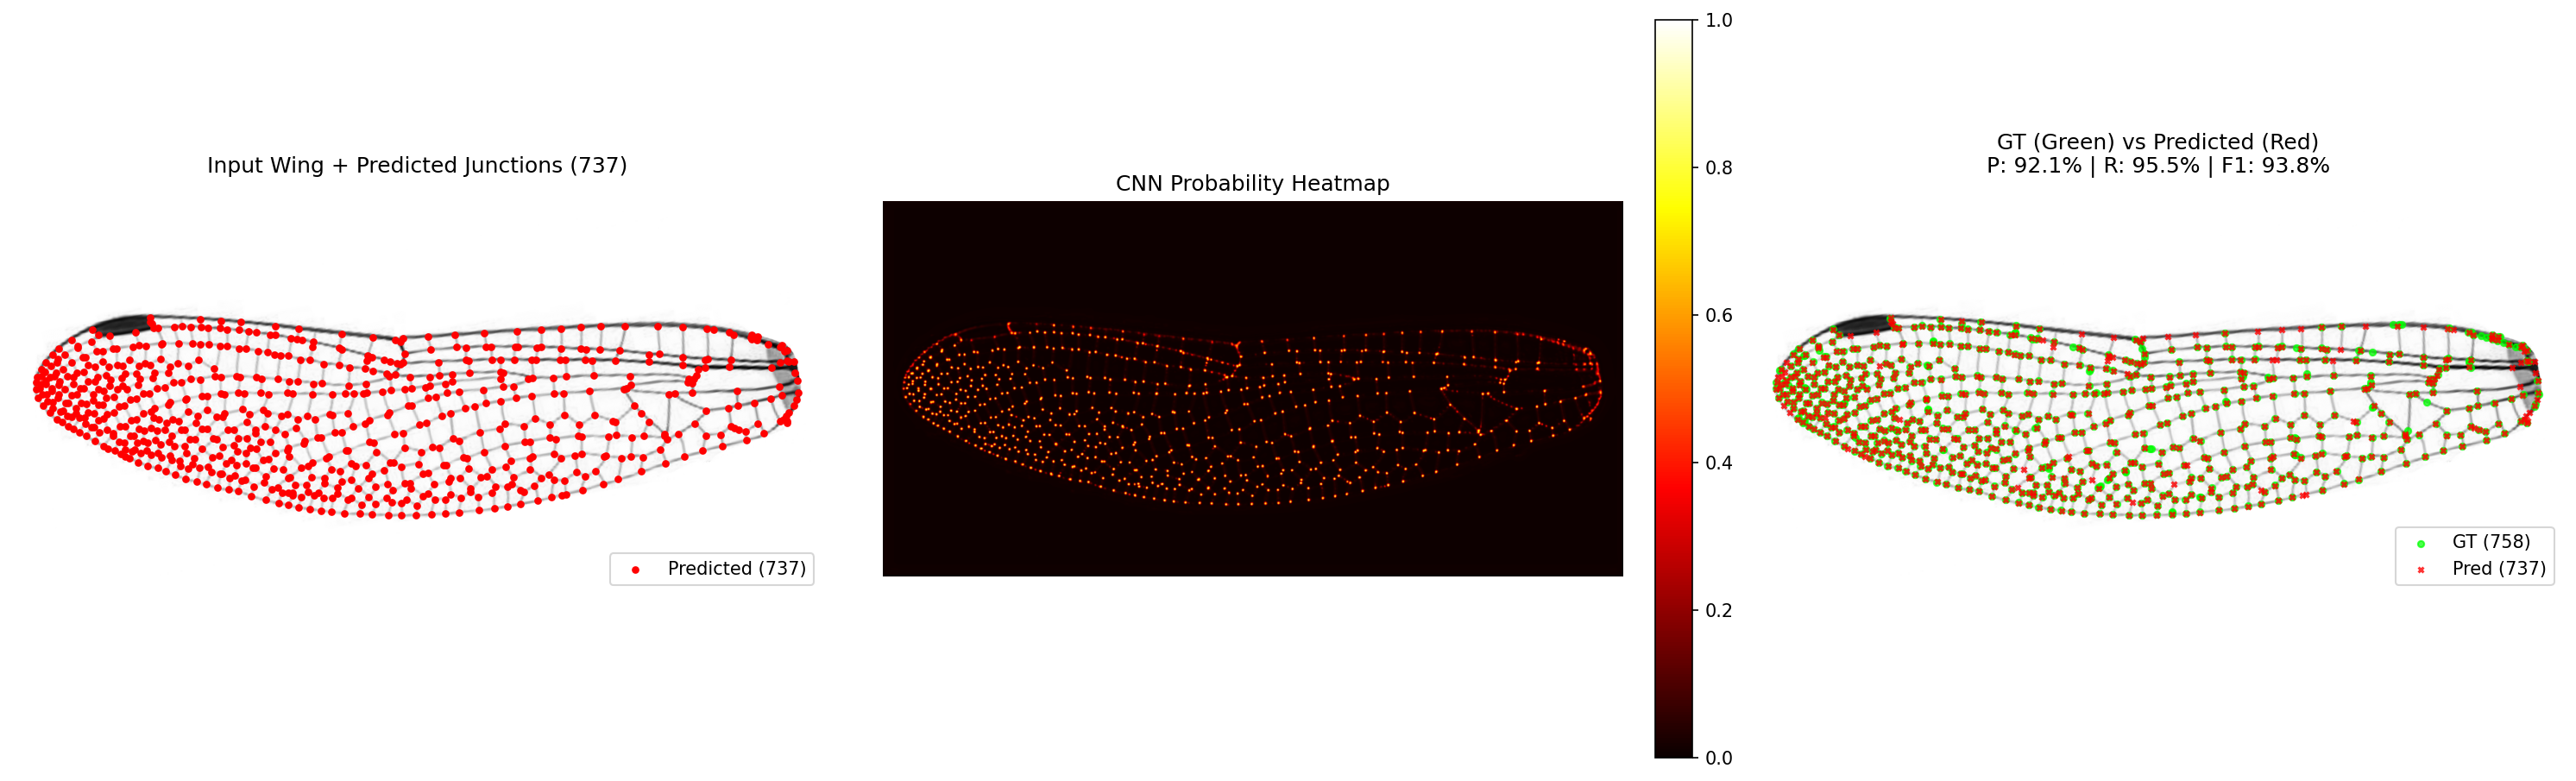 Input Wing + Predicted Junctions (737)
Predicted (737)
CNN Probability Heatmap
1.0
0.8
0.6
0.4
0.2
0.0
GT (Green) vs Predicted (Red)
P: 92.1% | R: 95.5% | F1: 93.8%
GT (758)
Pred (737)